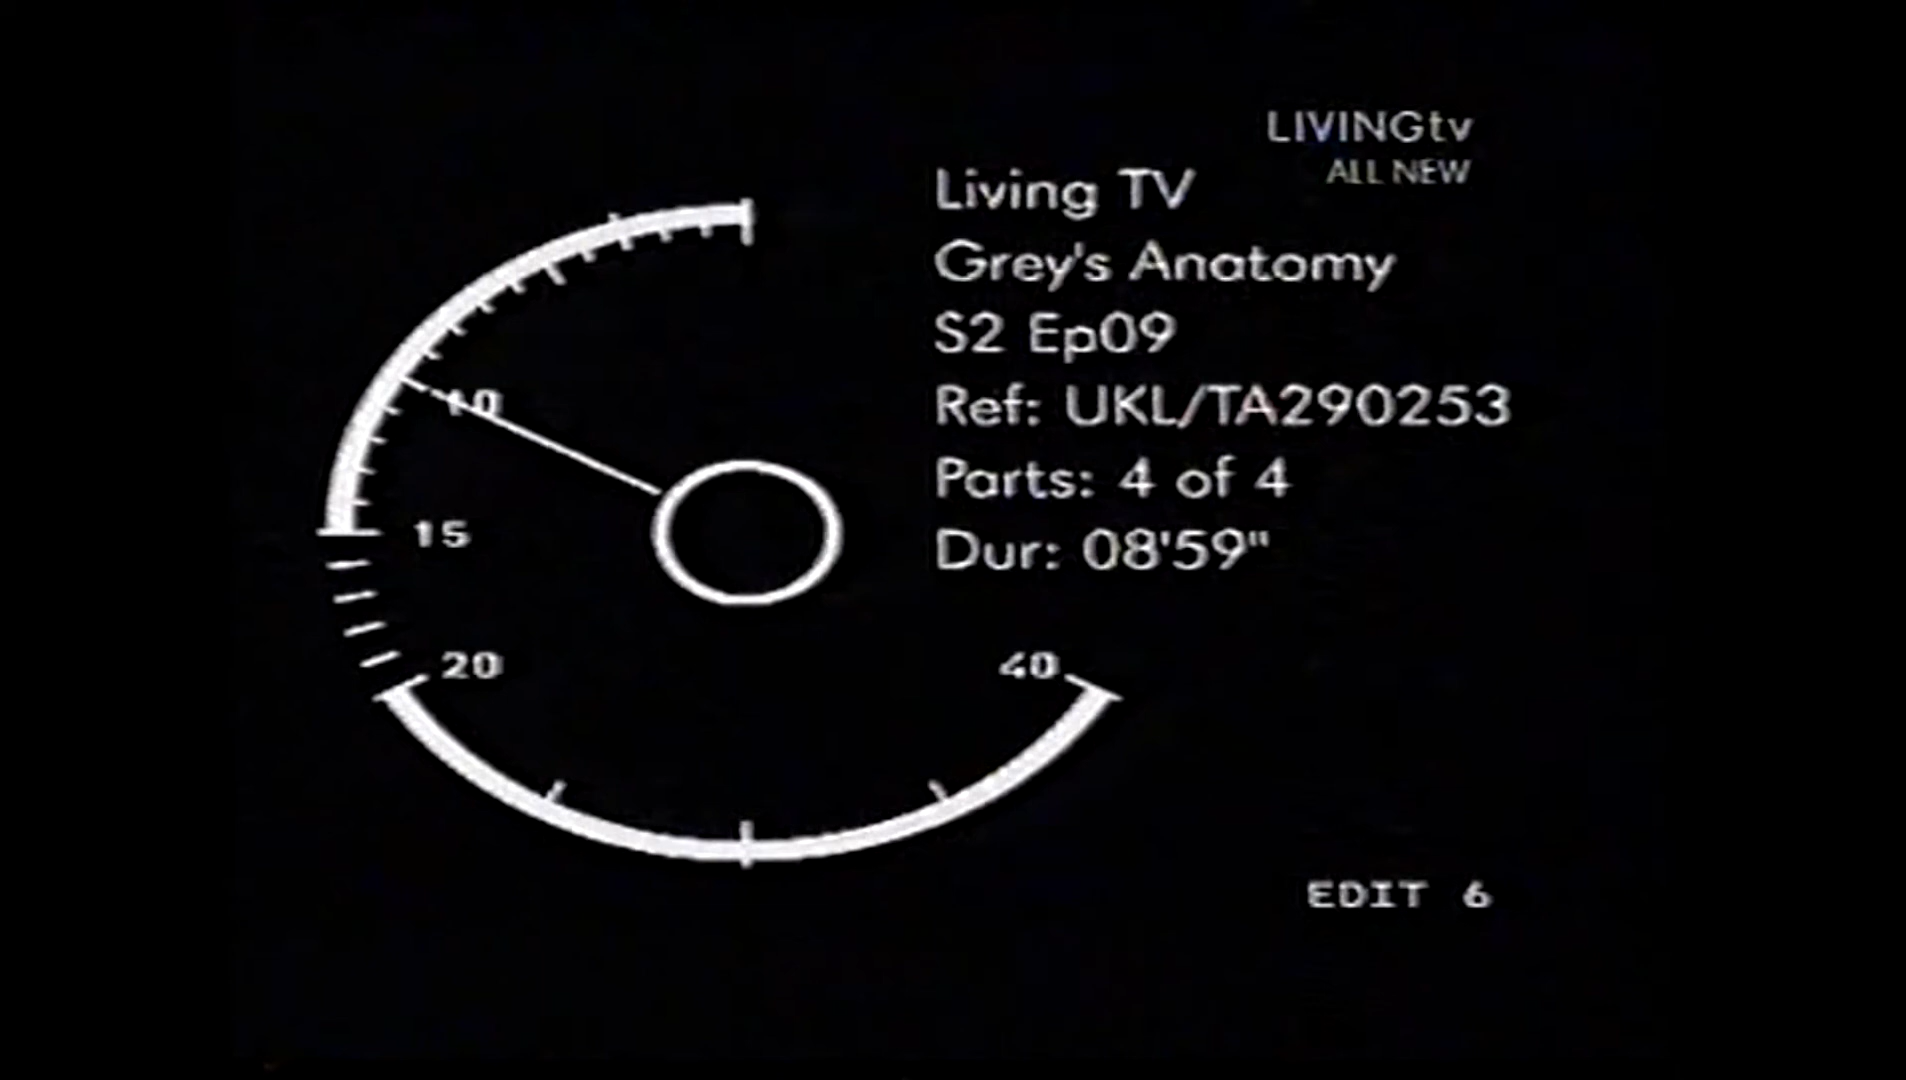 LIVINGtv
ALL NEW
Living TV
Grey's Anatomy
S2 Ep09
Ref: UKL/TA290253
Parts: 4 of 4
Dur: 08'59"
10
15
20
40
EDIT 6